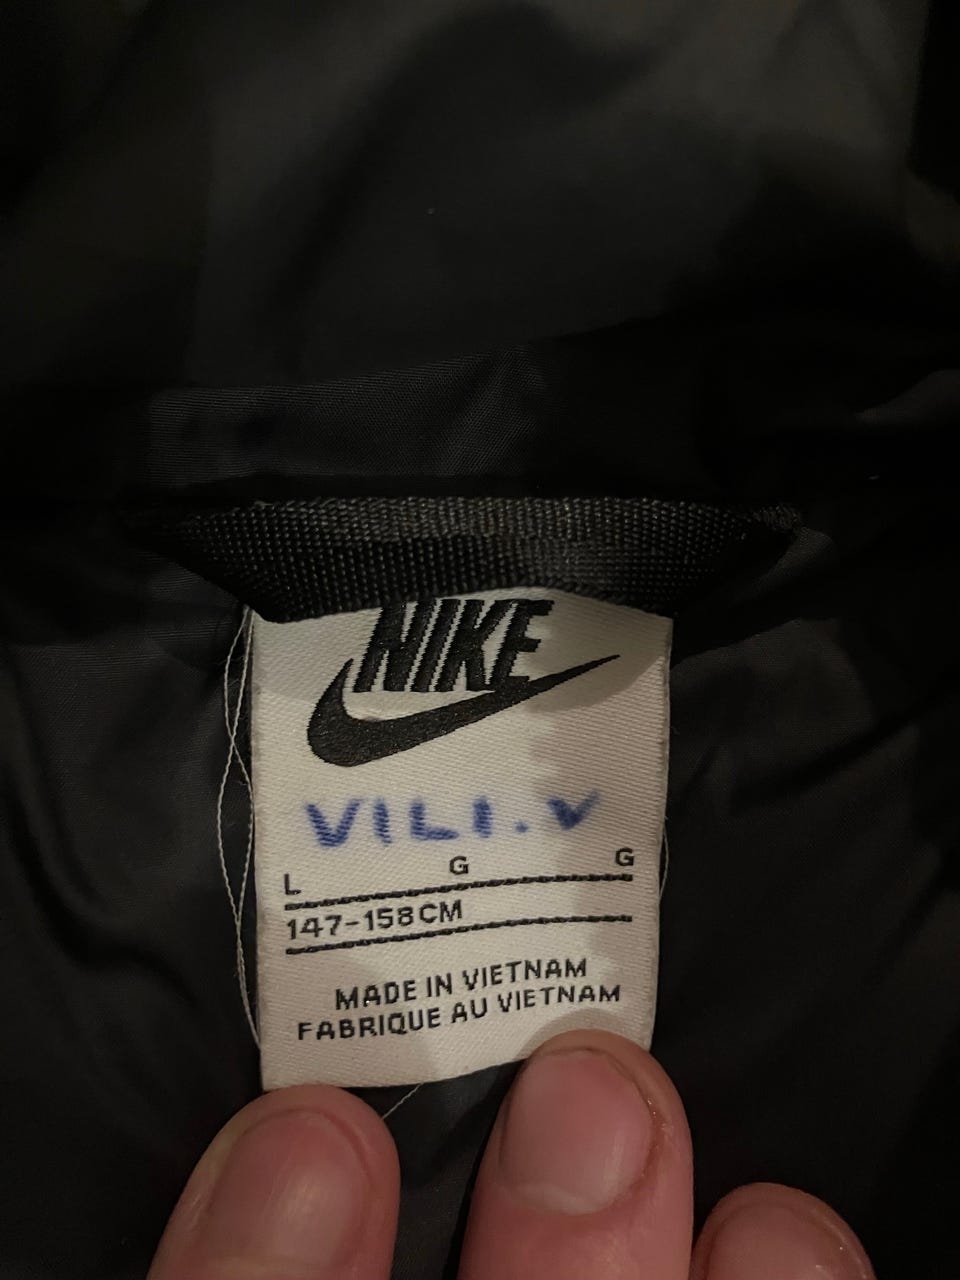 NIKE
VILI.V
L G G
147-158CM
MADE IN VIETNAM
FABRIQUE AU VIETNAM